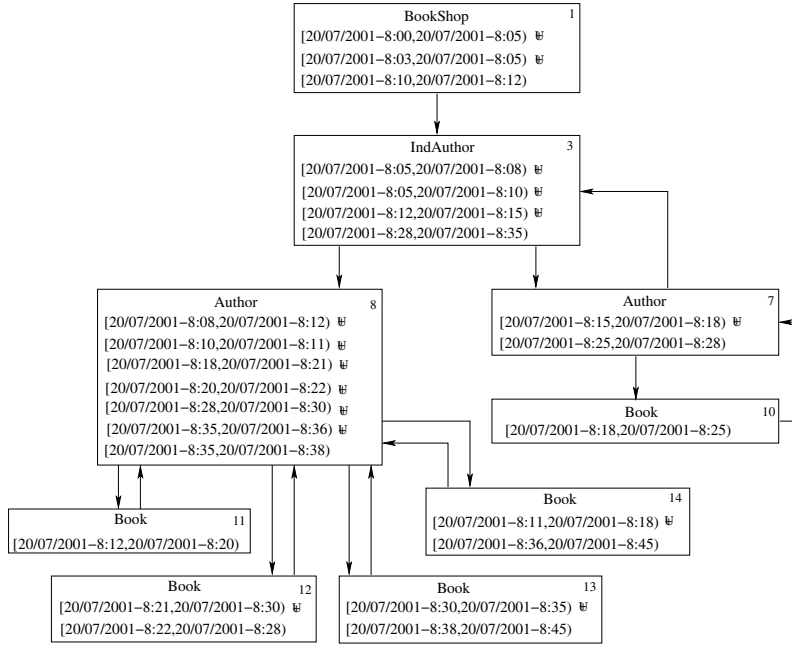 BookShop 1
[20/07/2001–8:00,20/07/2001–8:05) ⊎
[20/07/2001–8:03,20/07/2001–8:05) ⊎
[20/07/2001–8:10,20/07/2001–8:12)
IndAuthor 3
[20/07/2001–8:05,20/07/2001–8:08) ⊎
[20/07/2001–8:05,20/07/2001–8:10) ⊎
[20/07/2001–8:12,20/07/2001–8:15) ⊎
[20/07/2001–8:28,20/07/2001–8:35)
Author 8
[20/07/2001–8:08,20/07/2001–8:12) ⊎
[20/07/2001–8:10,20/07/2001–8:11) ⊎
[20/07/2001–8:18,20/07/2001–8:21) ⊎
[20/07/2001–8:20,20/07/2001–8:22) ⊎
[20/07/2001–8:28,20/07/2001–8:30) ⊎
[20/07/2001–8:35,20/07/2001–8:36) ⊎
[20/07/2001–8:35,20/07/2001–8:38)
Author 7
[20/07/2001–8:15,20/07/2001–8:18) ⊎
[20/07/2001–8:25,20/07/2001–8:28)
Book 10
[20/07/2001–8:18,20/07/2001–8:25)
Book 14
[20/07/2001–8:11,20/07/2001–8:18) ⊎
[20/07/2001–8:36,20/07/2001–8:45)
Book 11
[20/07/2001–8:12,20/07/2001–8:20)
Book 12
[20/07/2001–8:21,20/07/2001–8:30) ⊎
[20/07/2001–8:22,20/07/2001–8:28)
Book 13
[20/07/2001–8:30,20/07/2001–8:35) ⊎
[20/07/2001–8:38,20/07/2001–8:45)